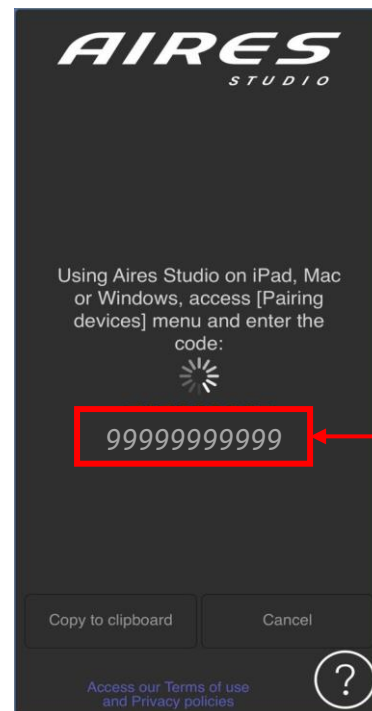 AIRES
STUDIO
Using Aires Studio on iPad, Mac
or Windows, access [Pairing
devices] menu and enter the
code:
99999999999
Copy to clipboard
Cancel
?
Access our Terms of use
and Privacy policies